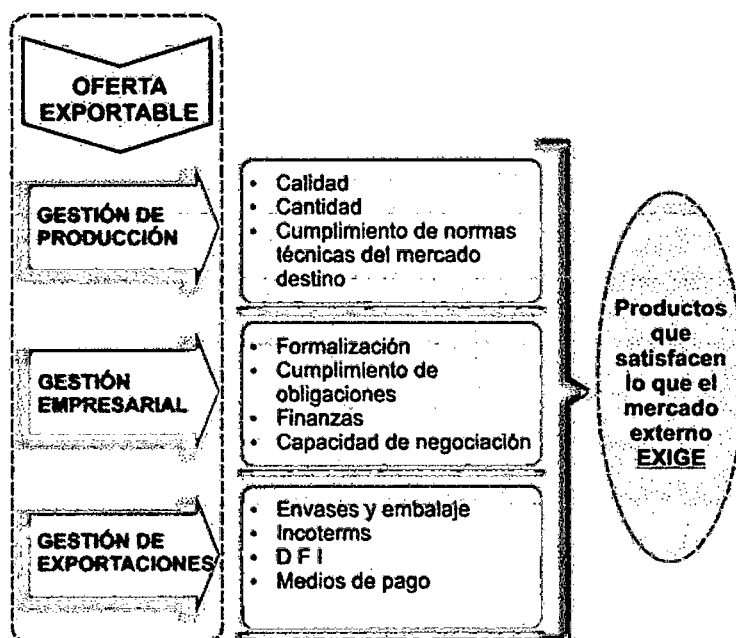 OFERTA
EXPORTABLE
GESTIÓN DE
PRODUCCIÓN
• Calidad
• Cantidad
• Cumplimiento de normas
técnicas del mercado
destino
GESTIÓN
EMPRESARIAL
• Formalización
• Cumplimiento de
obligaciones
• Finanzas
• Capacidad de negociación
GESTIÓN DE
EXPORTACIONES
• Envases y embalaje
• Incoterms
• D F I
• Medios de pago
Productos
que
satisfacen
lo que el
mercado
externo
EXIGE